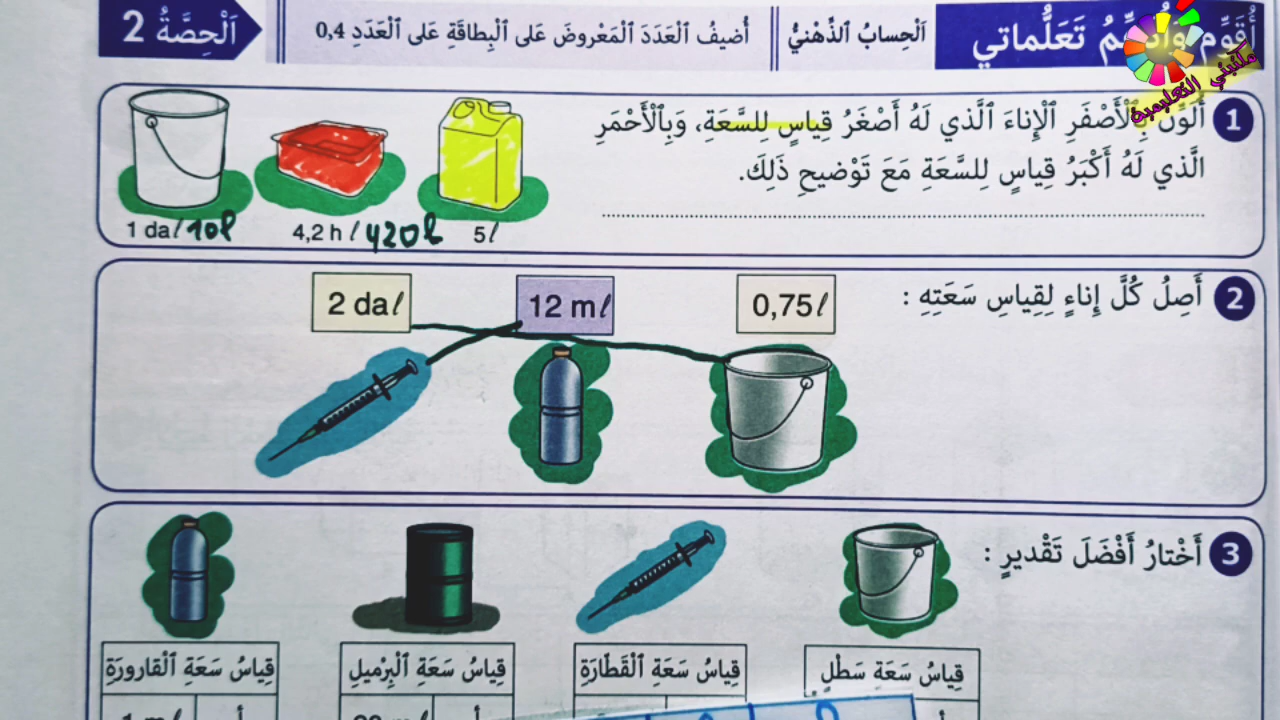 أُقَوِّم وَأُدَعِّمُ تَعَلُّماتي
اَلْحِسابُ ٱلذِّهْنِيُّ
أُضيفُ ٱلْعَدَدَ ٱلْمَعْروضَ عَلى ٱلْبِطاقَةِ عَلى ٱلْعَدَدِ 0,4
اَلْحِصَّةُ 2
مكتبتي التعليمية
1 أُلَوِّنُ بِٱلْأَصْفَرِ ٱلْإِناءَ ٱلَّذي لَهُ أَصْغَرُ قِياسٍ لِلسَّعَةِ، وَبِٱلْأَحْمَرِ
الَّذي لَهُ أَكْبَرُ قِياسٍ لِلسَّعَةِ مَعَ تَوْضيحِ ذَلِكَ.
5l
4,2 hl 420l
1 dal 10l
2 أَصِلُ كُلَّ إِناءٍ لِقِياسِ سَعَتِهِ :
0,75l
12 ml
2 dal
3 أَخْتارُ أَفْضَلَ تَقْديرٍ :
قِياسُ سَعَةِ سَطْلٍ
قِياسُ سَعَةِ ٱلْقَطّارَةِ
قِياسُ سَعَةِ ٱلْبِرْميلِ
قِياسُ سَعَةِ ٱلْقارورَةِ